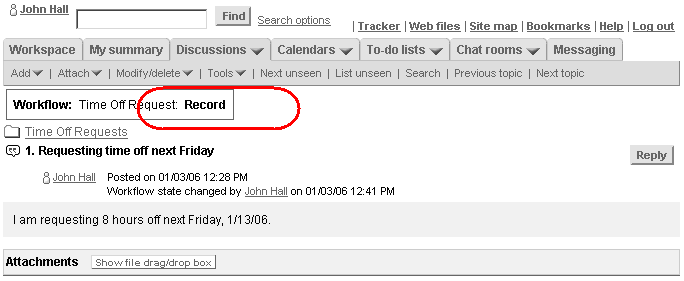 John Hall
Find Search options
| Tracker | Web files | Site map | Bookmarks | Help | Log out
Workspace My summary Discussions Calendars To-do lists Chat rooms Messaging
Add | Attach | Modify/delete | Tools | Next unseen | List unseen | Search | Previous topic | Next topic
Workflow: Time Off Request: Record
Time Off Requests
1. Requesting time off next Friday
Reply
John Hall Posted on 01/03/06 12:28 PM
Workflow state changed by John Hall on 01/03/06 12:41 PM
I am requesting 8 hours off next Friday, 1/13/06.
Attachments Show file drag/drop box